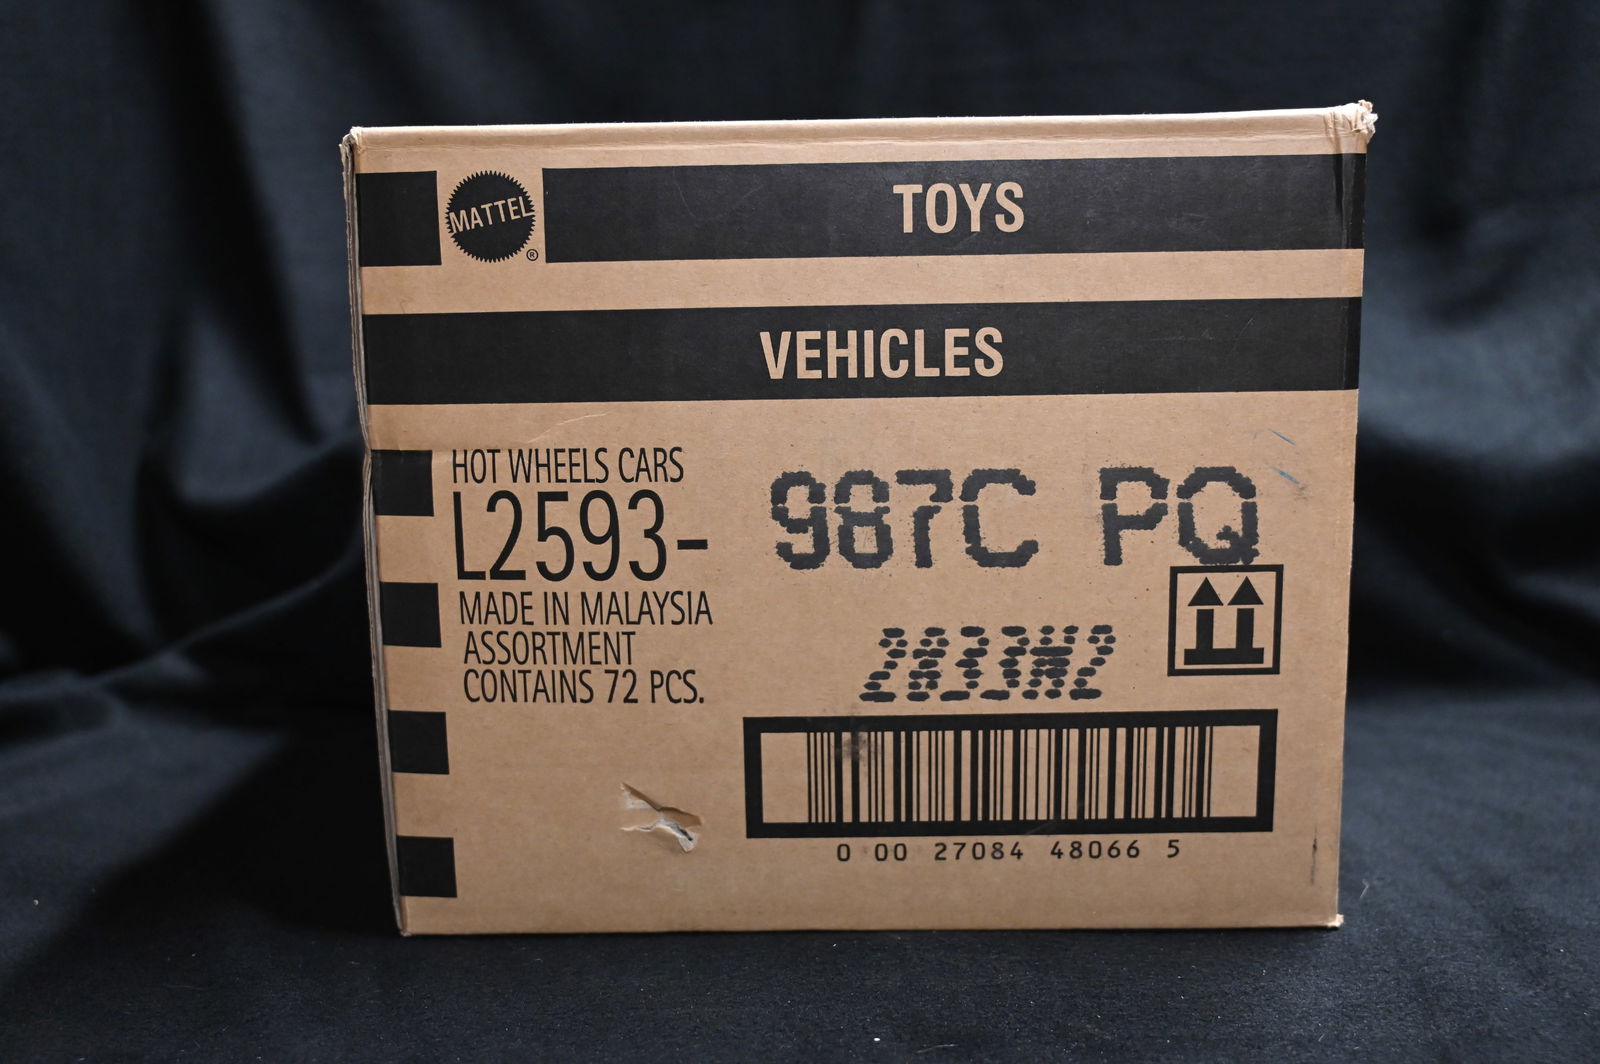 MATTEL
®
TOYS
VEHICLES
HOT WHEELS CARS
L2593-
MADE IN MALAYSIA
ASSORTMENT
CONTAINS 72 PCS.
987C PQ
2833N2
0 00 27084 48066 5